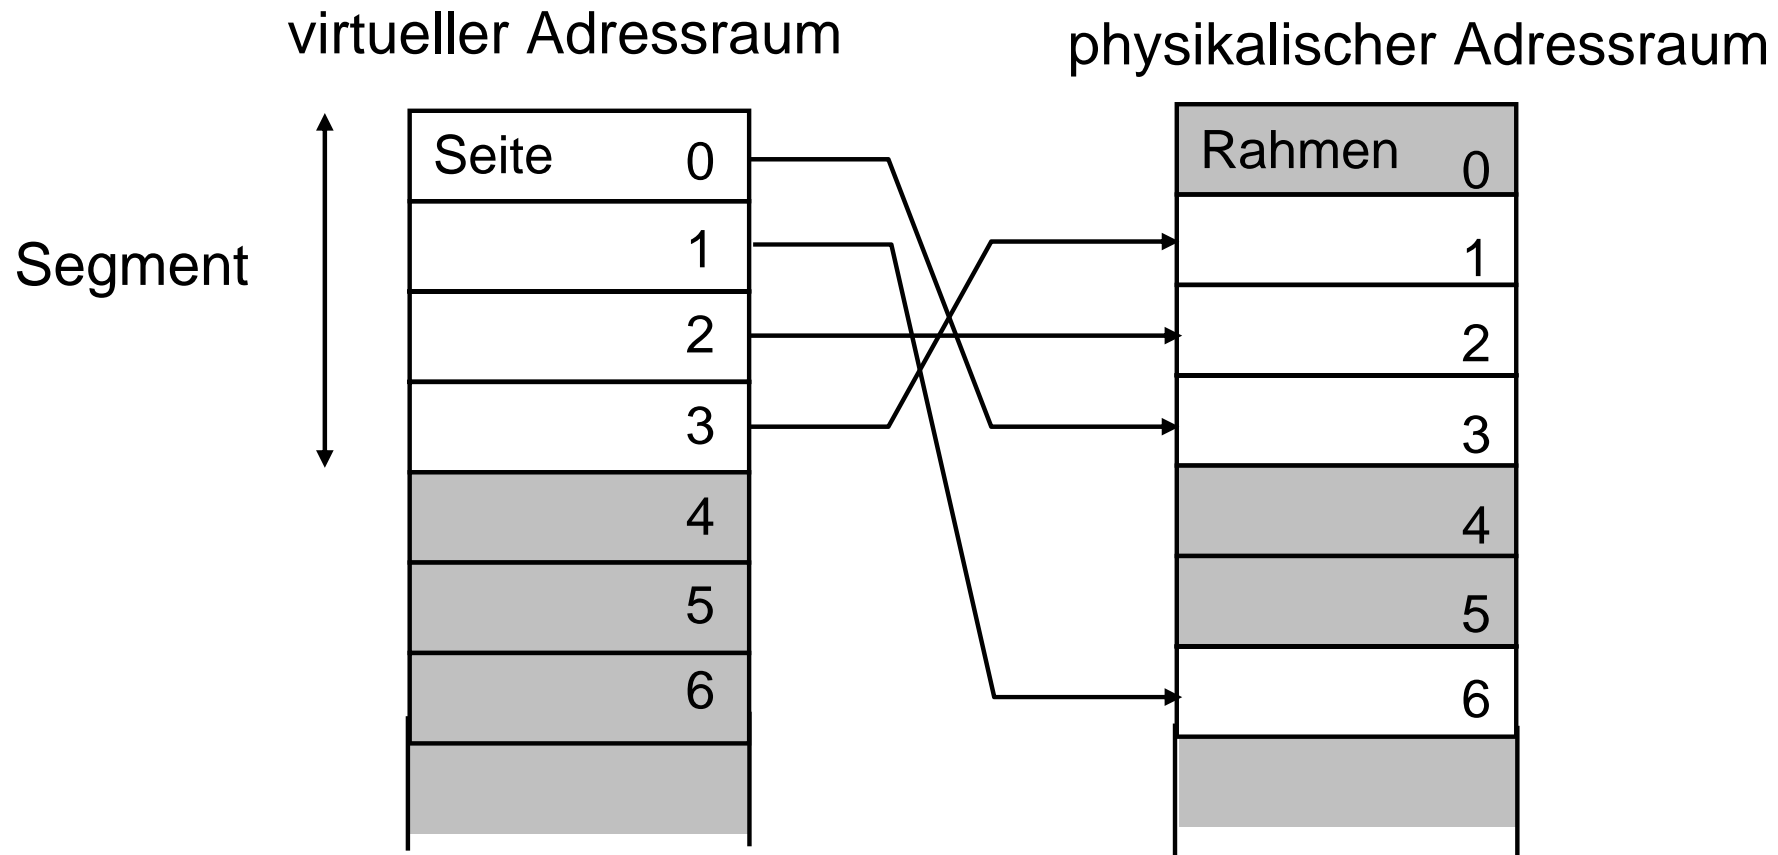 virtueller Adressraum
physikalischer Adressraum
Segment
Seite 0
1
2
3
4
5
6
Rahmen 0
1
2
3
4
5
6